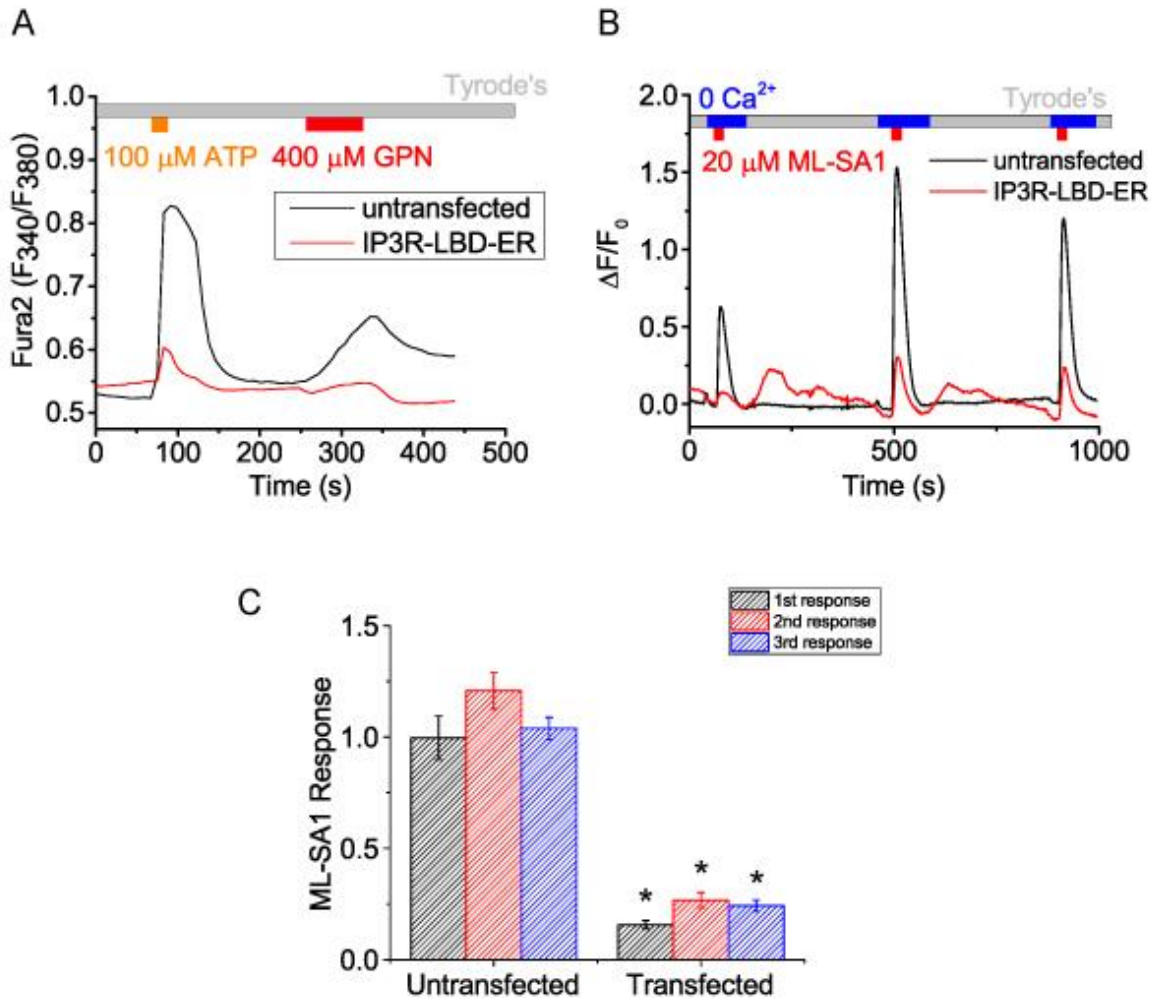 A
Tyrode's
100 μM ATP 400 μM GPN
untransfected
IP3R-LBD-ER
Fura2 (F340/F380)
1.0
0.9
0.8
0.7
0.6
0.5
0 100 200 300 400 500
Time (s)
B
0 Ca²⁺ Tyrode's
20 μM ML-SA1
untransfected
IP3R-LBD-ER
ΔF/F₀
2.0
1.5
1.0
0.5
0.0
0 500 1000
Time (s)
C
1st response
2nd response
3rd response
ML-SA1 Response
1.5
1.0
0.5
0.0
* * *
Untransfected Transfected